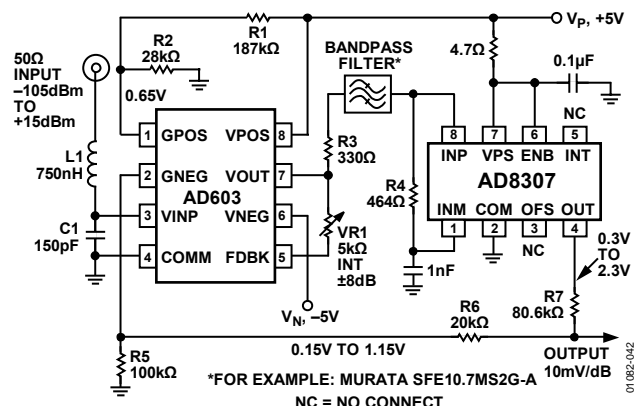 50Ω
INPUT
–105dBm
TO
+15dBm
R2
28kΩ
R1
187kΩ
VP, +5V
4.7Ω
0.1µF
BANDPASS
FILTER*
0.65V
L1
750nH
C1
150pF
1 GPOS VPOS 8
2 GNEG VOUT 7
AD603
3 VINP VNEG 6
4 COMM FDBK 5
R3
330Ω
VR1
5kΩ
INT
±8dB
VN, –5V
R4
464Ω
1nF
NC
8 7 6 5
INP VPS ENB INT
AD8307
INM COM OFS OUT
1 2 3 4
NC
0.3V
TO
2.3V
R7
80.6kΩ
R6
20kΩ
R5
100kΩ
0.15V TO 1.15V
OUTPUT
10mV/dB
*FOR EXAMPLE: MURATA SFE10.7MS2G-A
NC = NO CONNECT
01082-042